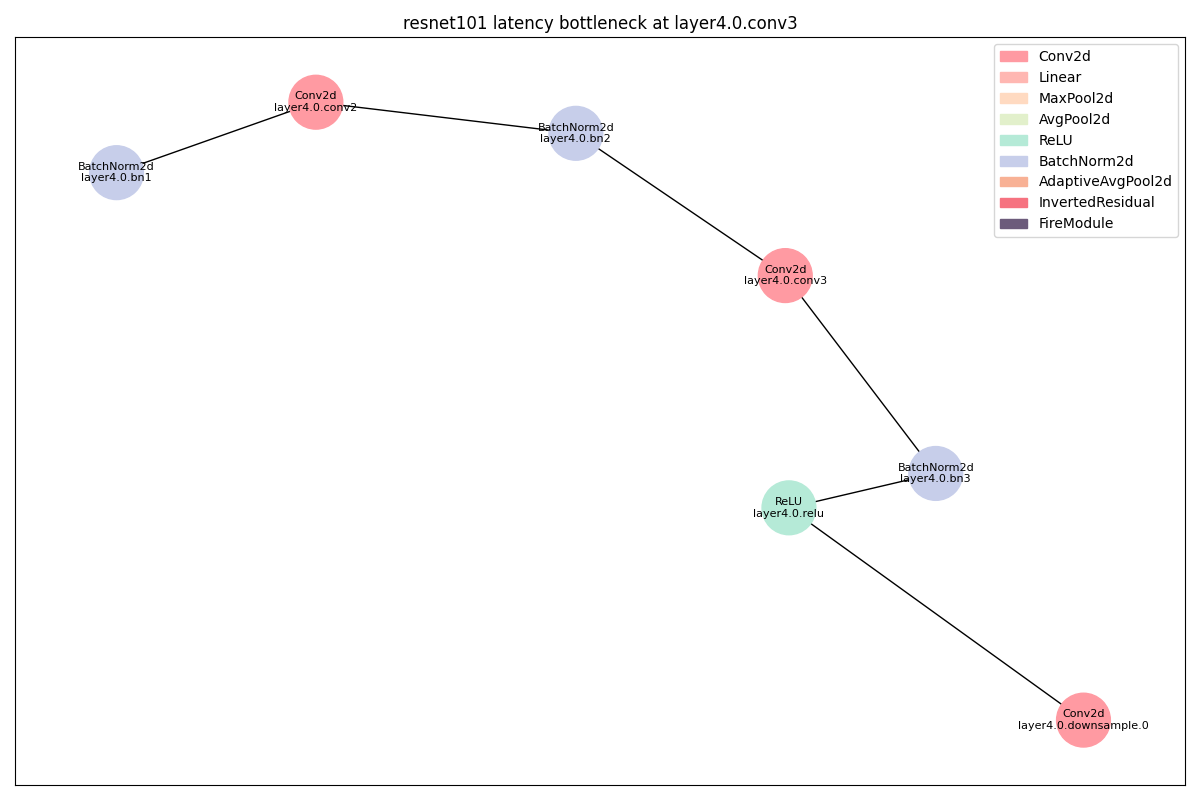 resnet101 latency bottleneck at layer4.0.conv3
Conv2d
Linear
MaxPool2d
AvgPool2d
ReLU
BatchNorm2d
AdaptiveAvgPool2d
InvertedResidual
FireModule
Conv2d
layer4.0.conv2
BatchNorm2d
layer4.0.bn2
BatchNorm2d
layer4.0.bn1
Conv2d
layer4.0.conv3
BatchNorm2d
layer4.0.bn3
ReLU
layer4.0.relu
Conv2d
layer4.0.downsample.0